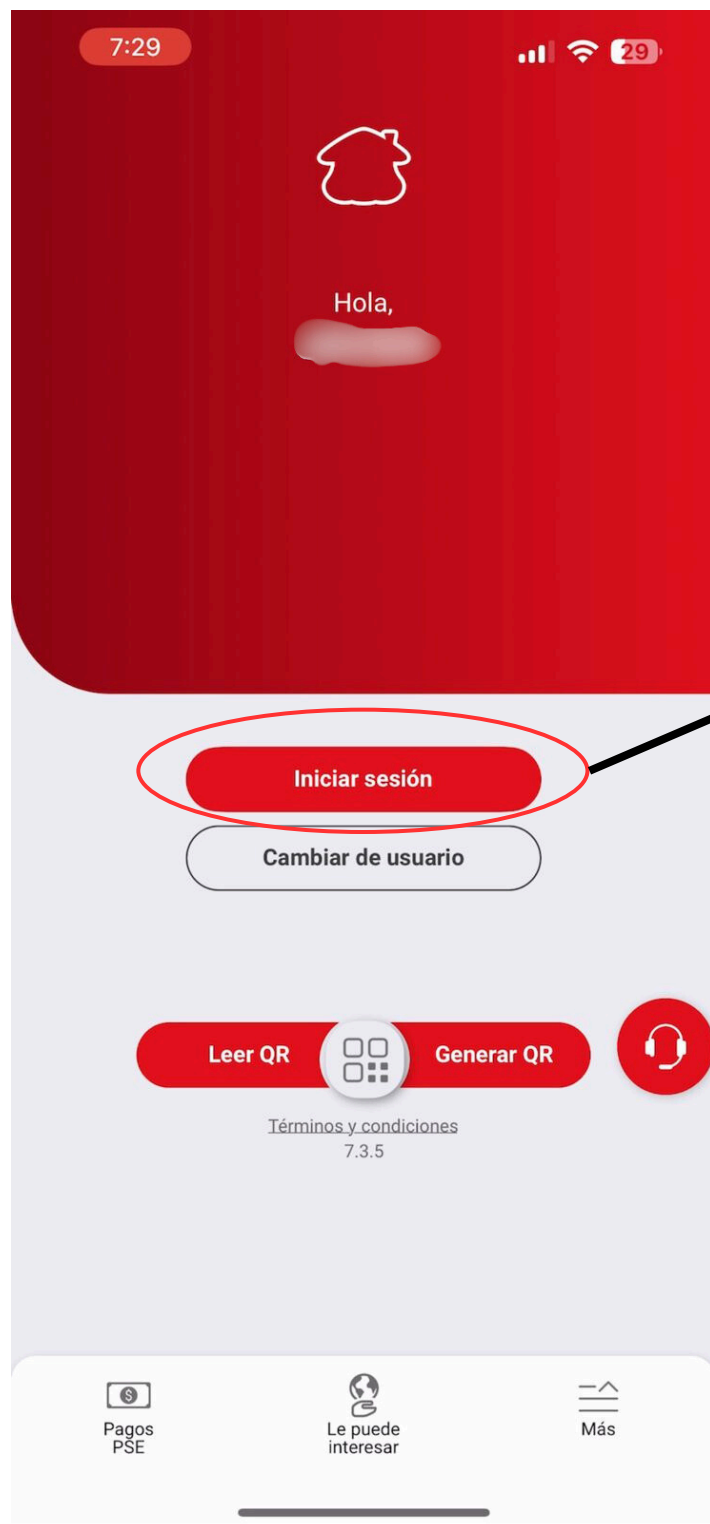 7:29
29
Hola,
Iniciar sesión
Cambiar de usuario
Leer QR
Generar QR
Términos y condiciones
7.3.5
Pagos
PSE
Le puede
interesar
Más